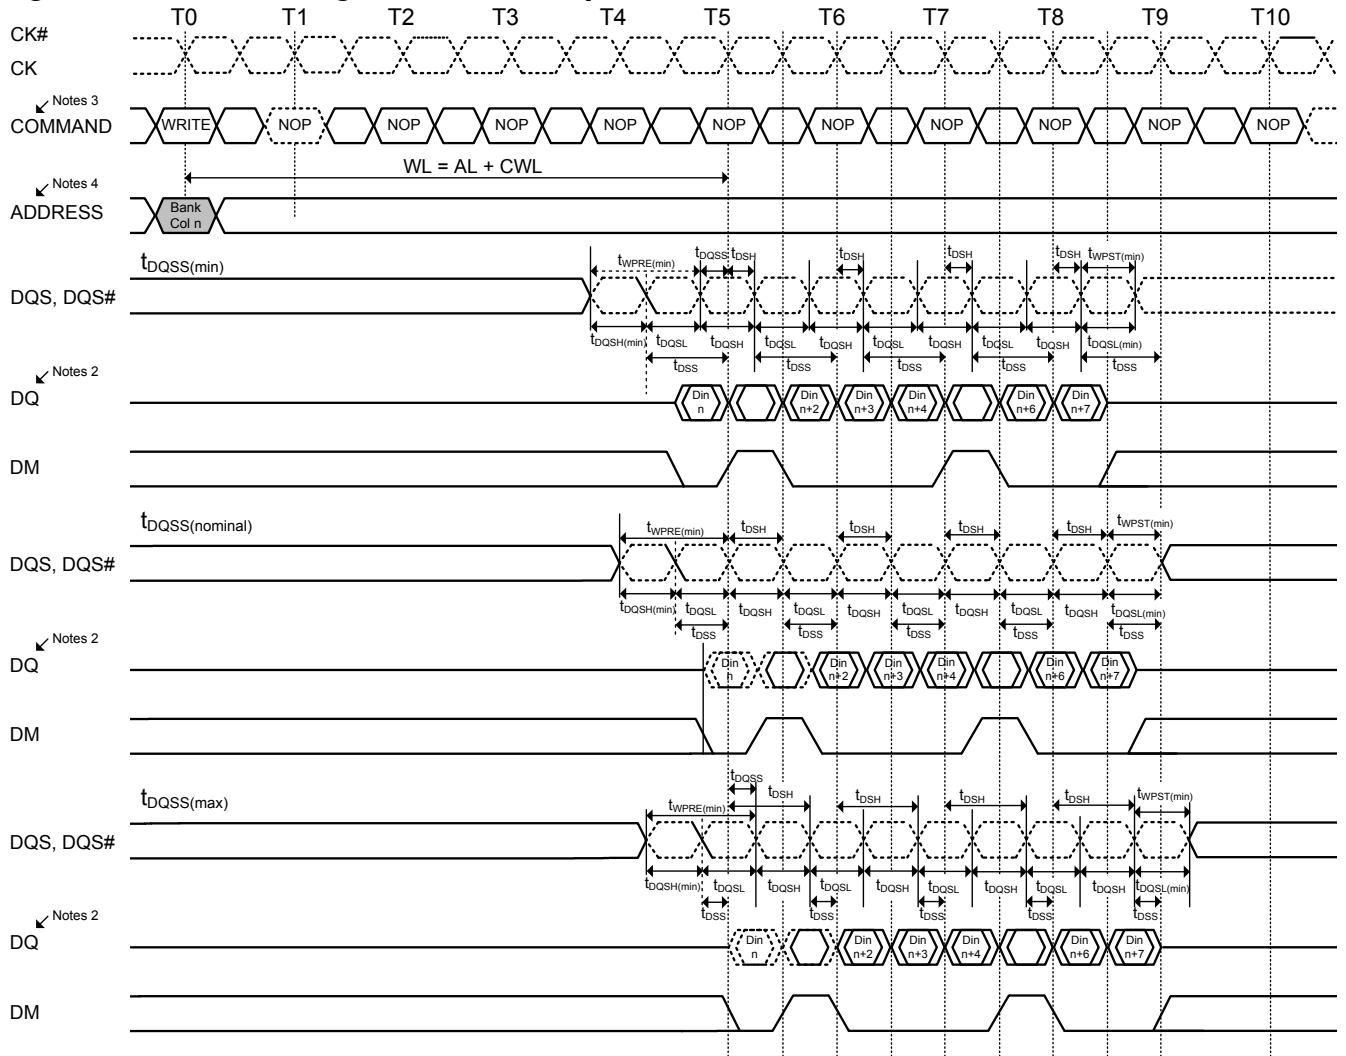 T0 T1 T2 T3 T4 T5 T6 T7 T8 T9 T10
CK#
CK
Notes 3
COMMAND WRITE NOP NOP NOP NOP NOP NOP NOP NOP NOP NOP
WL = AL + CWL
Notes 4
ADDRESS Bank
Col n
tDQSS(min) tWPRE(min) tDQSS tDSH tDSH tDSH tDSH tWPST(min)
DQS, DQS#
tDQSH(min) tDQSL tDQSH tDQSL tDQSH tDQSL tDQSH tDQSL tDQSH tDQSL(min)
tDSS tDSS tDSS tDSS tDSS
Notes 2
DQ Din Din Din Din Din Din
n n+2 n+3 n+4 n+6 n+7
DM
tDQSS(nominal) tWPRE(min) tDSH tDSH tDSH tDSH tWPST(min)
DQS, DQS#
tDQSH(min) tDQSL tDQSH tDQSL tDQSH tDQSL tDQSH tDQSL tDQSH tDQSL(min)
tDSS tDSS tDSS tDSS tDSS
Notes 2
DQ Din Din Din Din Din Din
n n+2 n+3 n+4 n+6 n+7
DM
tDQSS
tDQSS(max) tWPRE(min) tDSH tDSH tDSH tDSH tWPST(min)
DQS, DQS#
tDQSH(min) tDQSL tDQSH tDQSL tDQSH tDQSL tDQSH tDQSL tDQSH tDQSL(min)
tDSS tDSS tDSS tDSS tDSS
Notes 2
DQ Din Din Din Din Din Din
n n+2 n+3 n+4 n+6 n+7
DM